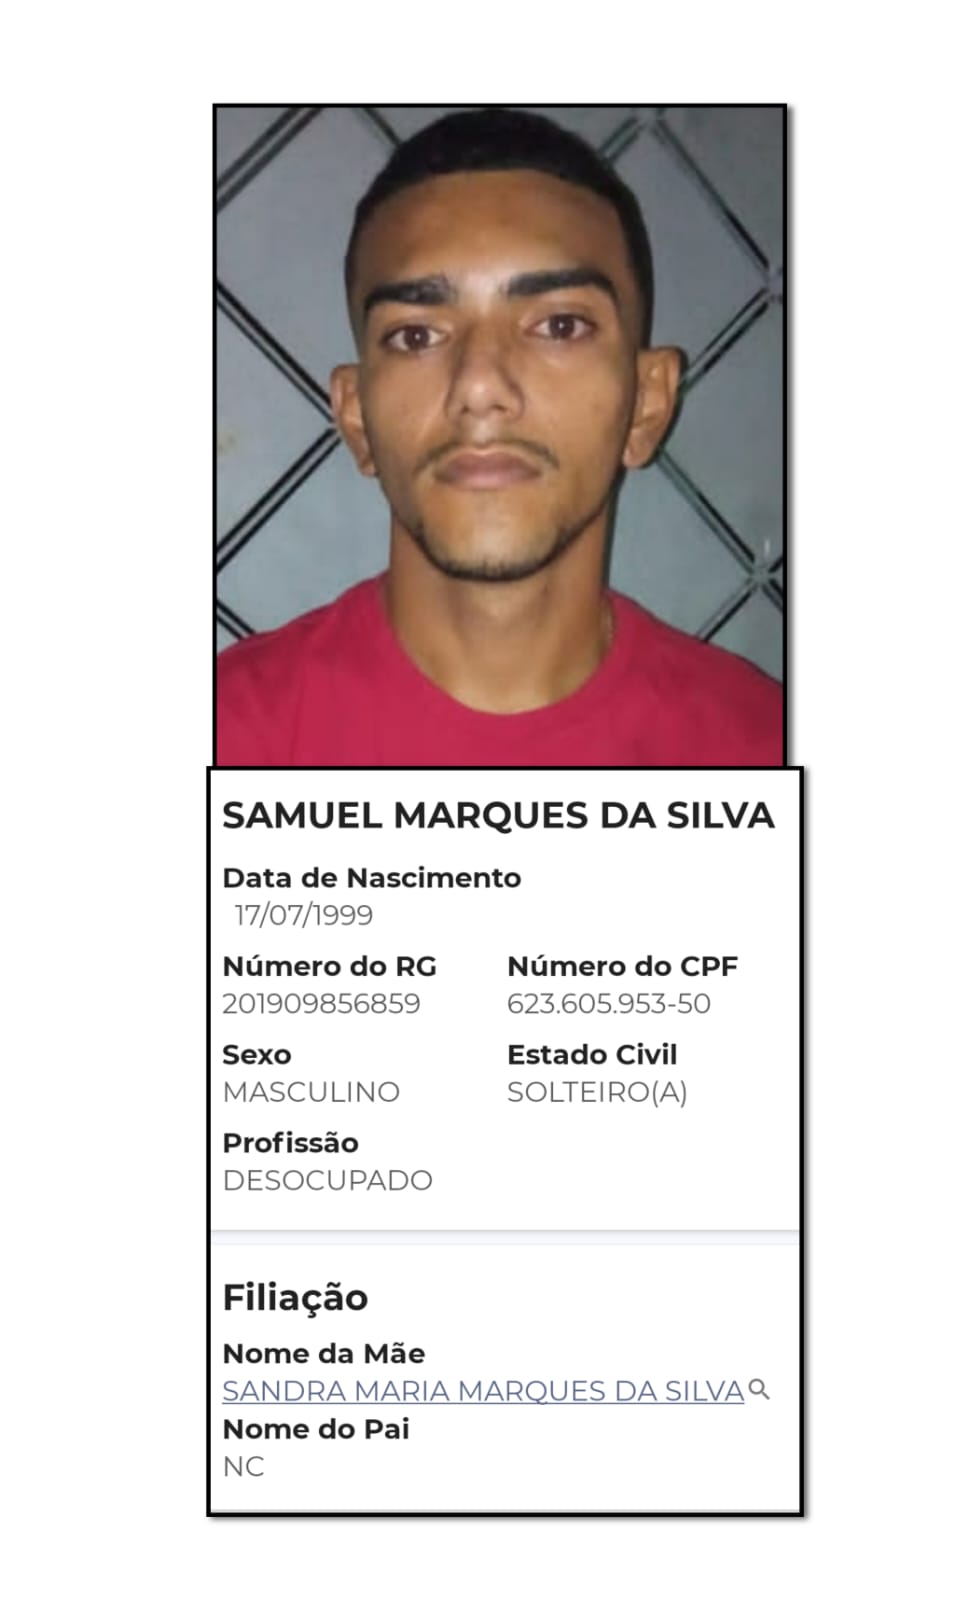 SAMUEL MARQUES DA SILVA
Data de Nascimento
17/07/1999
Número do RG
201909856859
Número do CPF
623.605.953-50
Sexo
MASCULINO
Estado Civil
SOLTEIRO(A)
Profissão
DESOCUPADO
Filiação
Nome da Mãe
SANDRA MARIA MARQUES DA SILVA
Nome do Pai
NC